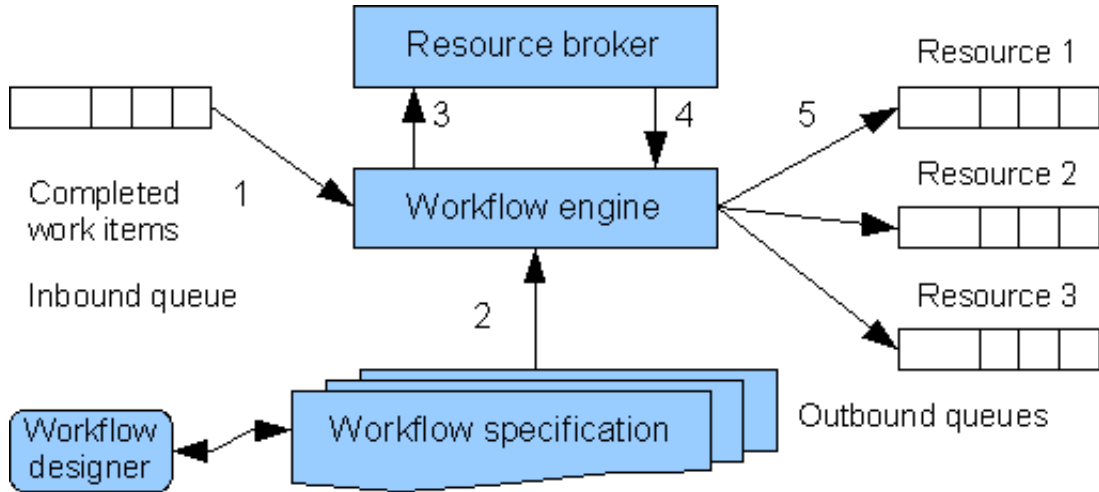 Resource broker
Resource 1
3
4
5
Completed
work items
1
Workflow engine
Resource 2
Inbound queue
2
Resource 3
Workflow
designer
Workflow specification
Outbound queues